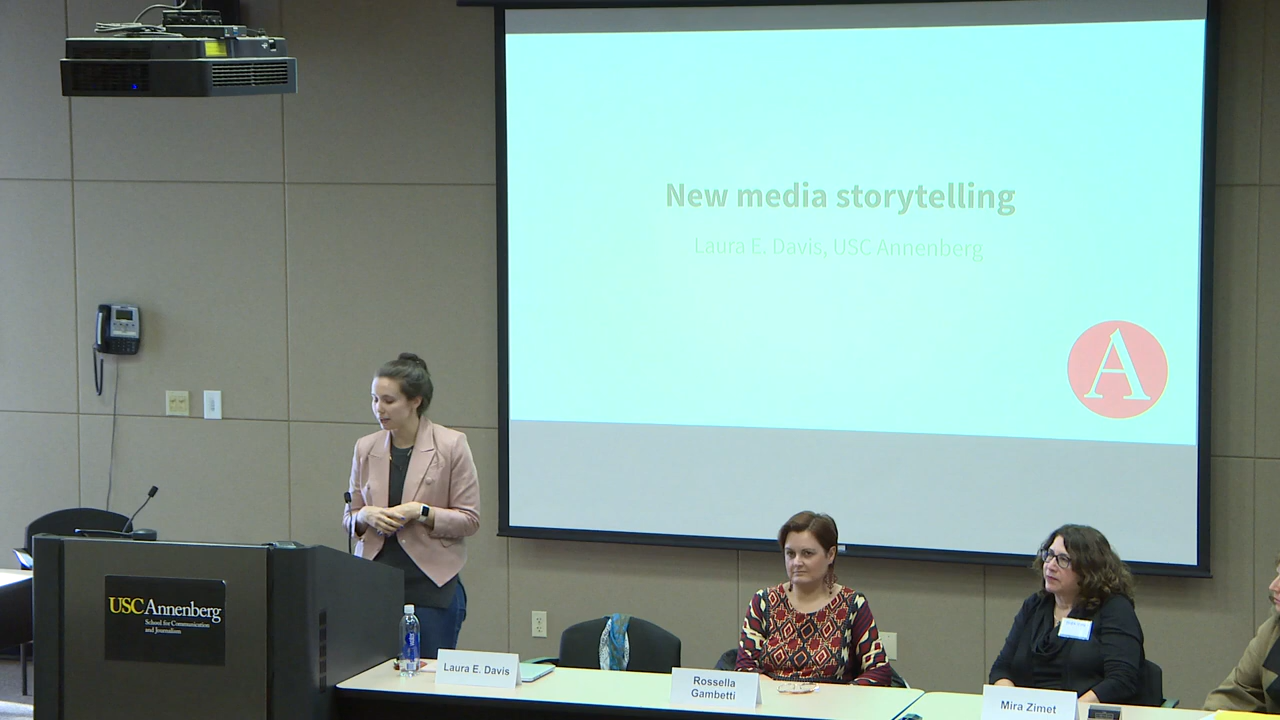 New media storytelling
Laura E. Davis, USC Annenberg
A
USC Annenberg
School for Communication
and Journalism
Laura E. Davis
Rossella
Gambetti
Mira Zimet